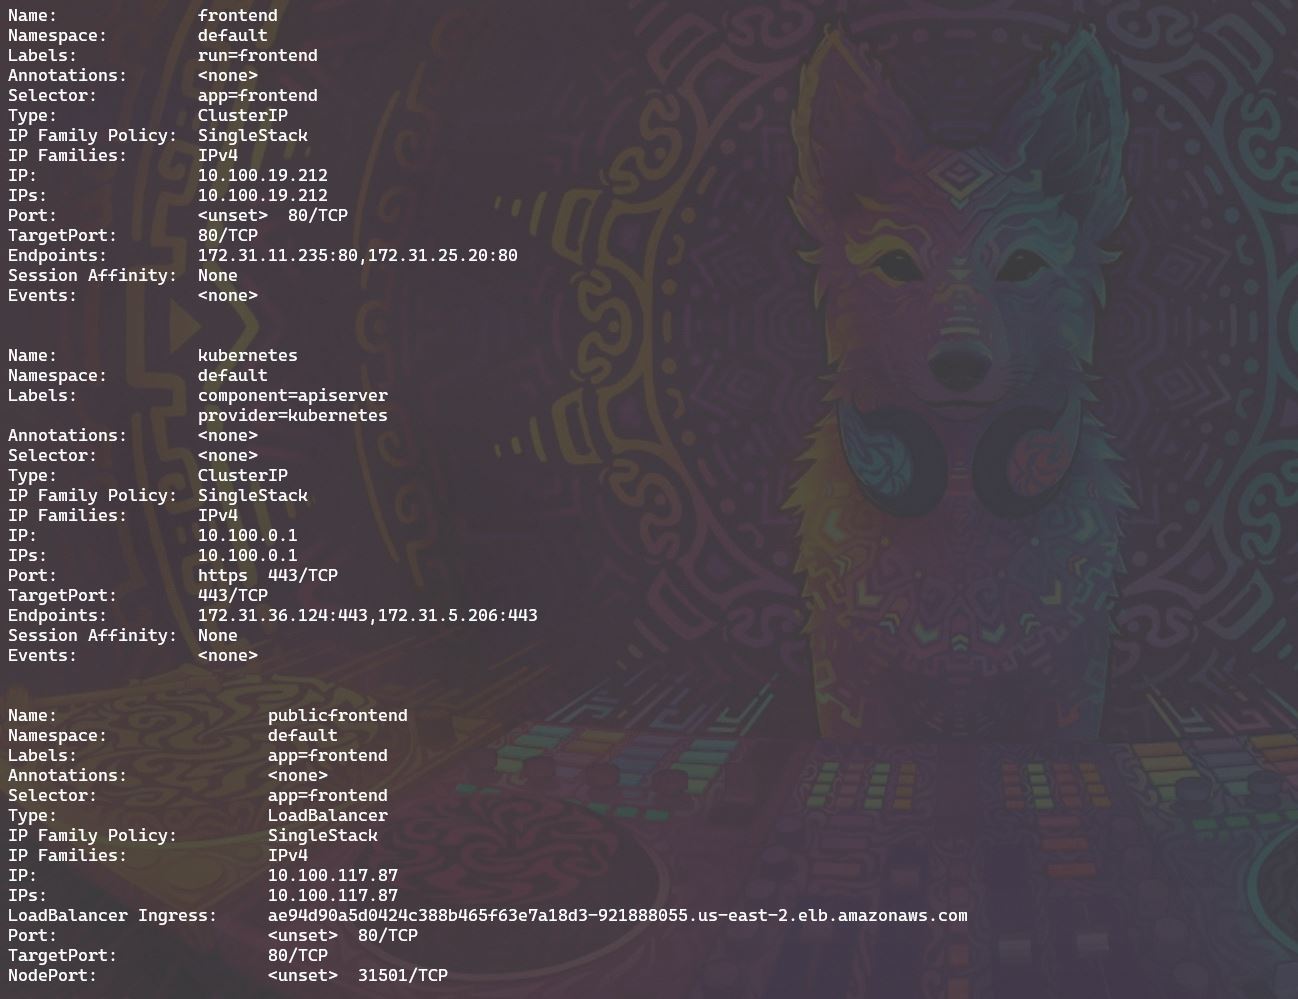 Name:              frontend
Namespace:         default
Labels:            run=frontend
Annotations:       <none>
Selector:          app=frontend
Type:              ClusterIP
IP Family Policy:  SingleStack
IP Families:       IPv4
IP:                10.100.19.212
IPs:               10.100.19.212
Port:              <unset>  80/TCP
TargetPort:        80/TCP
Endpoints:         172.31.11.235:80,172.31.25.20:80
Session Affinity:  None
Events:            <none>
Name:              kubernetes
Namespace:         default
Labels:            component=apiserver
                   provider=kubernetes
Annotations:       <none>
Selector:          <none>
Type:              ClusterIP
IP Family Policy:  SingleStack
IP Families:       IPv4
IP:                10.100.0.1
IPs:               10.100.0.1
Port:              https  443/TCP
TargetPort:        443/TCP
Endpoints:         172.31.36.124:443,172.31.5.206:443
Session Affinity:  None
Events:            <none>
Name:                     publicfrontend
Namespace:                default
Labels:                   app=frontend
Annotations:              <none>
Selector:                 app=frontend
Type:                     LoadBalancer
IP Family Policy:         SingleStack
IP Families:              IPv4
IP:                       10.100.117.87
IPs:                      10.100.117.87
LoadBalancer Ingress:     ae94d90a5d0424c388b465f63e7a18d3-921888055.us-east-2.elb.amazonaws.com
Port:                     <unset>  80/TCP
TargetPort:               80/TCP
NodePort:                 <unset>  31501/TCP